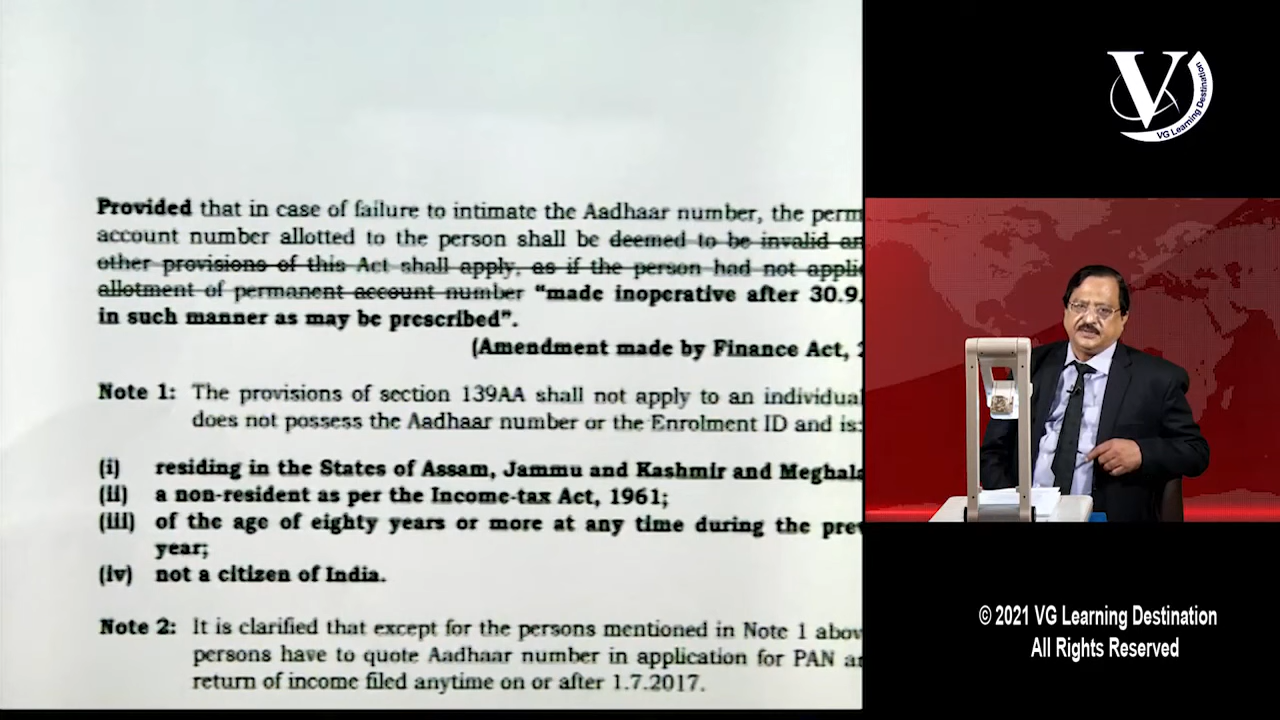 Provided that in case of failure to intimate the Aadhaar number, the perm
account number allotted to the person shall be deemed to be invalid an
other provisions of this Act shall apply, as if the person had not appli
allotment of permanent account number “made inoperative after 30.9.
in such manner as may be prescribed”.
(Amendment made by Finance Act, 2
Note 1: The provisions of section 139AA shall not apply to an individual
does not possess the Aadhaar number or the Enrolment ID and is:
(i) residing in the States of Assam, Jammu and Kashmir and Meghala
(ii) a non-resident as per the Income-tax Act, 1961;
(iii) of the age of eighty years or more at any time during the prev
year;
(iv) not a citizen of India.
Note 2: It is clarified that except for the persons mentioned in Note 1 abov
persons have to quote Aadhaar number in application for PAN an
return of income filed anytime on or after 1.7.2017.
V
VG Learning Destination
© 2021 VG Learning Destination
All Rights Reserved